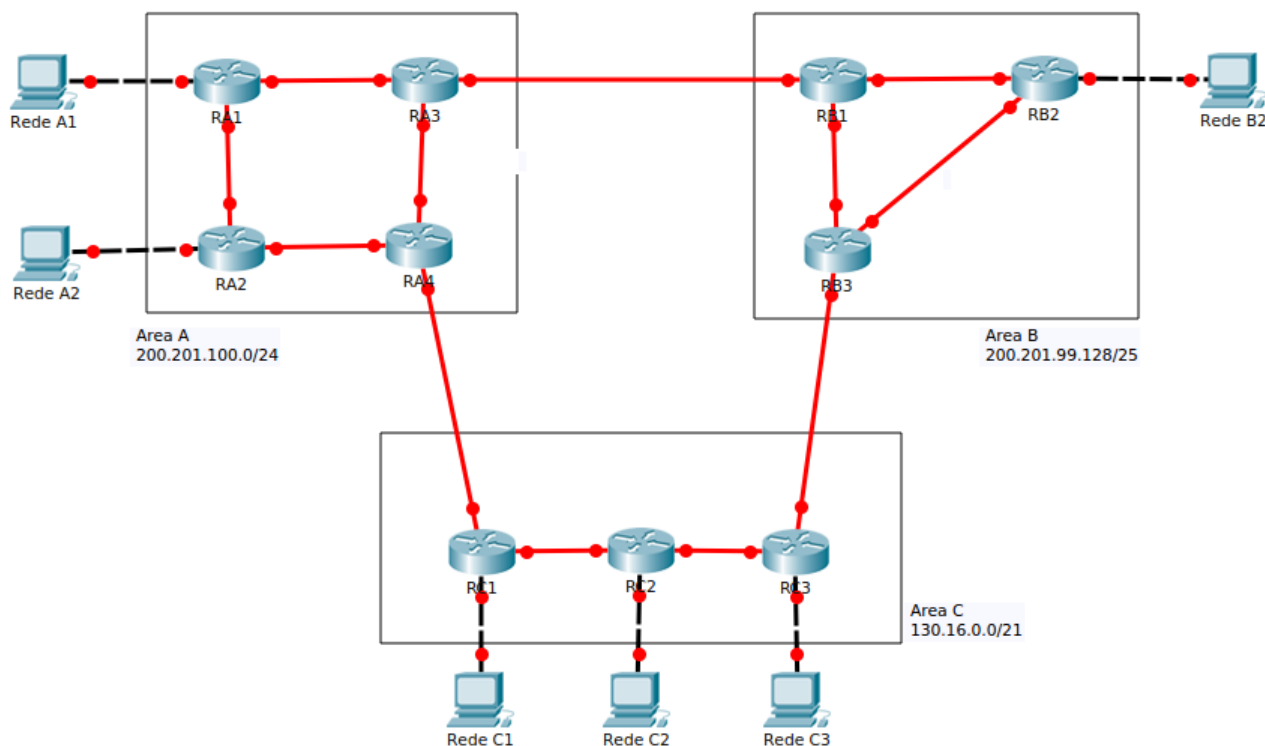 Rede A1
RA1
RA3
RB1
RB2
Rede B2
Rede A2
RA2
RA4
RB3
Area A
200.201.100.0/24
Area B
200.201.99.128/25
RC1
RC2
RC3
Area C
130.16.0.0/21
Rede C1
Rede C2
Rede C3